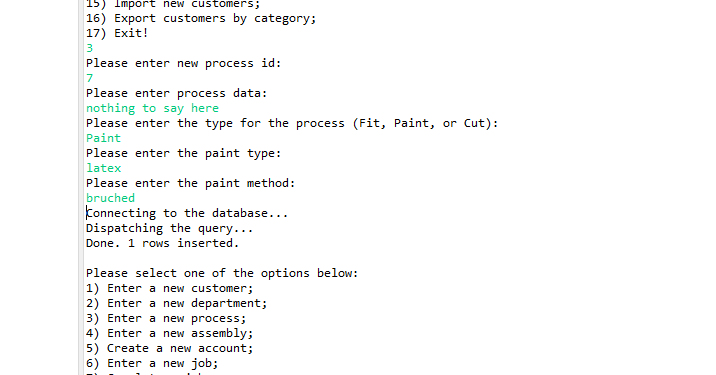 15) Import new customers;
16) Export customers by category;
17) Exit!
3
Please enter new process id:
7
Please enter process data:
nothing to say here
Please enter the type for the process (Fit, Paint, or Cut):
Paint
Please enter the paint type:
latex
Please enter the paint method:
bruched
Connecting to the database...
Dispatching the query...
Done. 1 rows inserted.
Please select one of the options below:
1) Enter a new customer;
2) Enter a new department;
3) Enter a new process;
4) Enter a new assembly;
5) Create a new account;
6) Enter a new job;